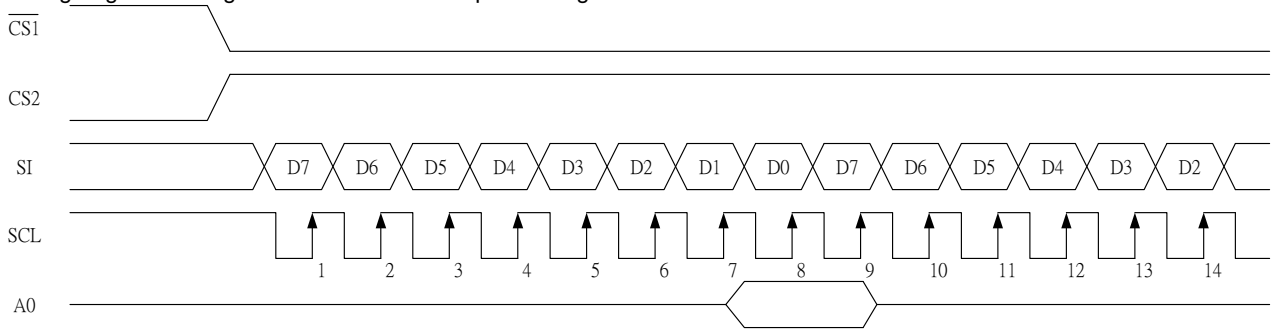 CS1
CS2
SI D7 D6 D5 D4 D3 D2 D1 D0 D7 D6 D5 D4 D3 D2
SCL
1 2 3 4 5 6 7 8 9 10 11 12 13 14
A0